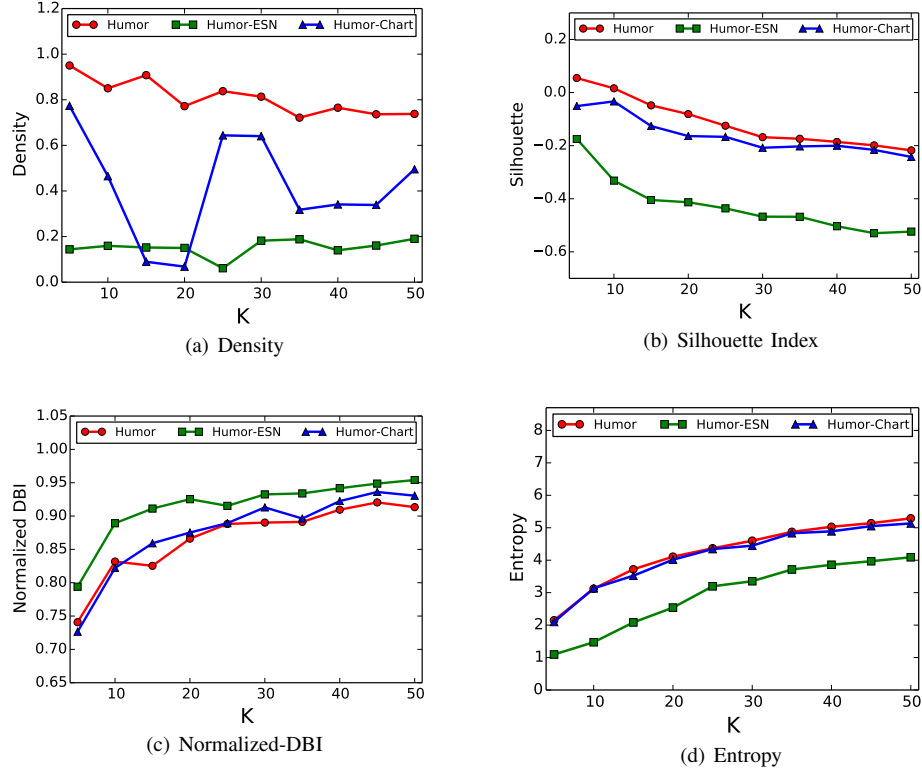 Humor Humor-ESN Humor-Chart
1.2
1.0
0.8
0.6
0.4
0.2
0.0
Density
10 20 30 40 50
K
(a) Density
Humor Humor-ESN Humor-Chart
0.2
0.0
−0.2
−0.4
−0.6
Silhouette
10 20 30 40 50
K
(b) Silhouette Index
Humor Humor-ESN Humor-Chart
1.05
1.00
0.95
0.90
0.85
0.80
0.75
0.70
0.65
Normalized DBI
10 20 30 40 50
K
(c) Normalized-DBI
Humor Humor-ESN Humor-Chart
8
7
6
5
4
3
2
1
0
Entropy
10 20 30 40 50
K
(d) Entropy